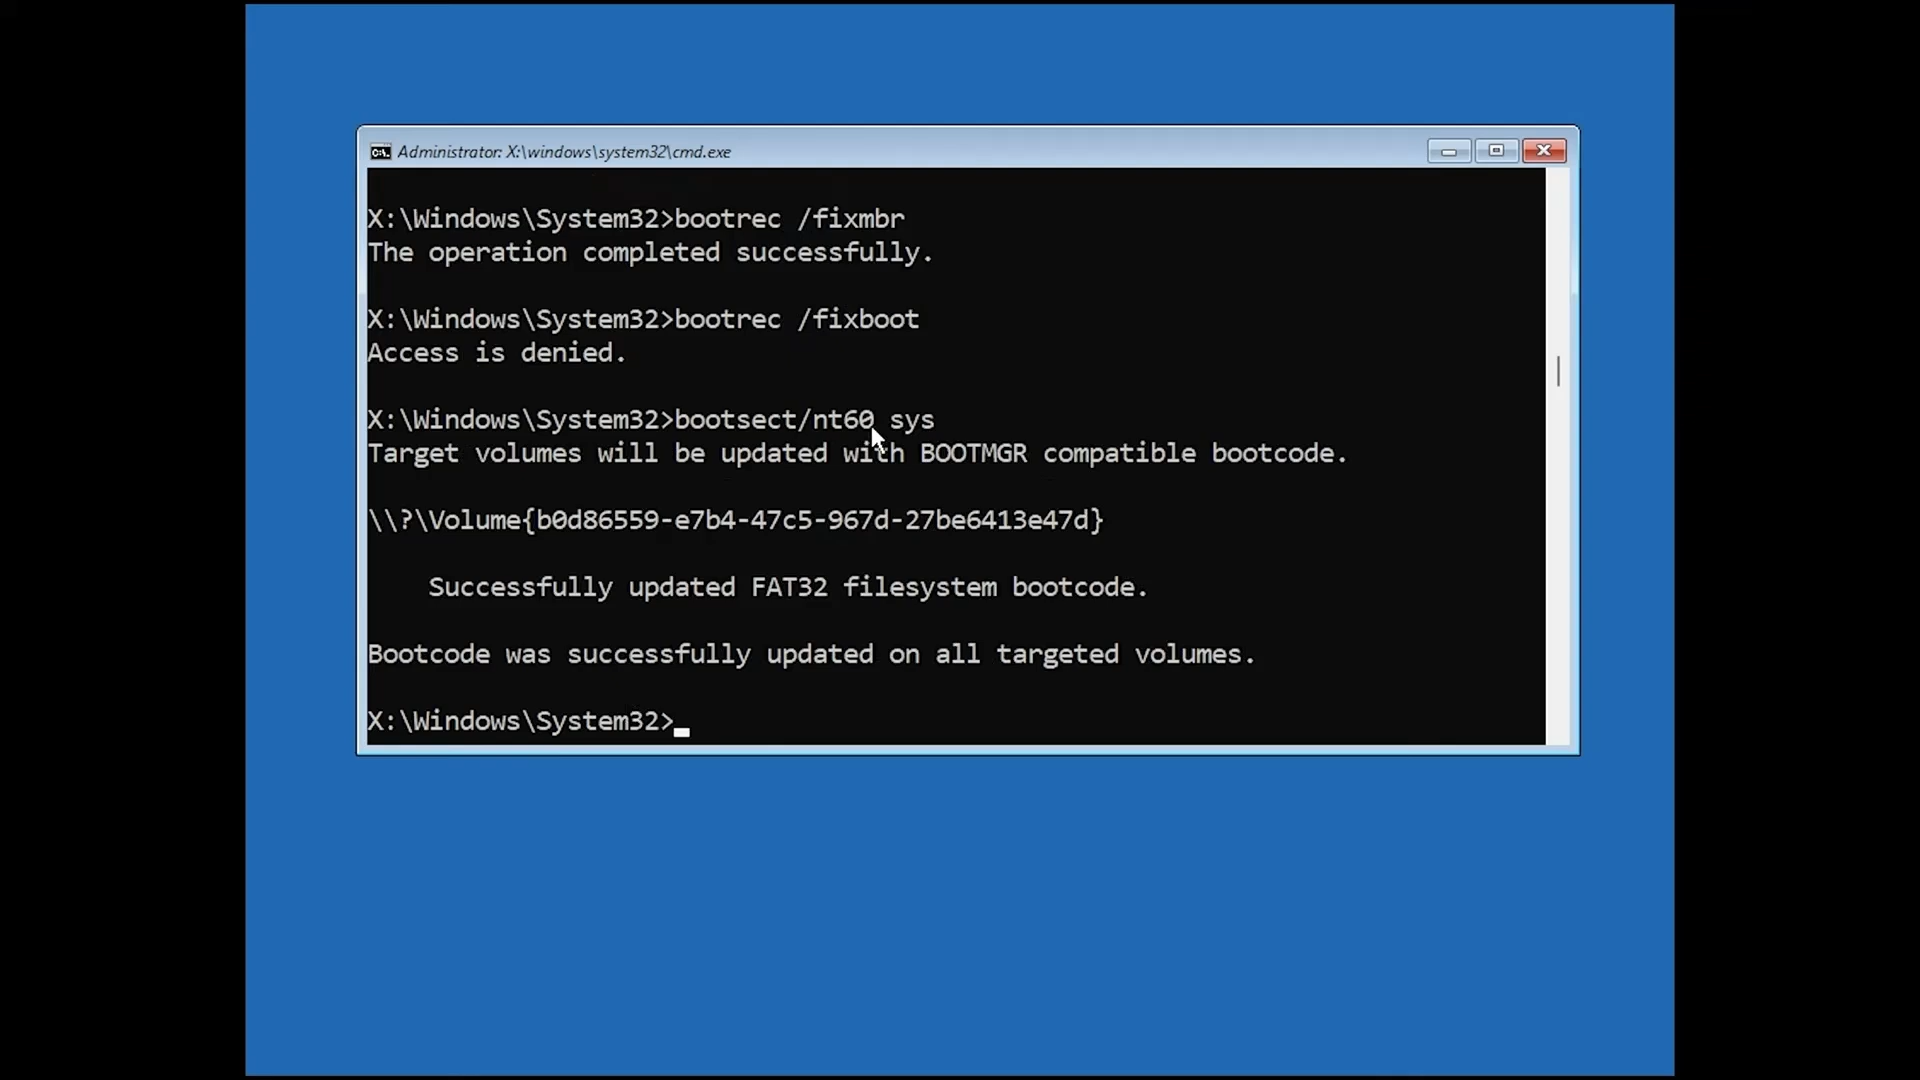 Administrator: X:\windows\system32\cmd.exe
X:\Windows\System32>bootrec /fixmbr
The operation completed successfully.
X:\Windows\System32>bootrec /fixboot
Access is denied.
X:\Windows\System32>bootsect/nt60 sys
Target volumes will be updated with BOOTMGR compatible bootcode.
\\?\Volume{b0d86559-e7b4-47c5-967d-27be6413e47d}
Successfully updated FAT32 filesystem bootcode.
Bootcode was successfully updated on all targeted volumes.
X:\Windows\System32>